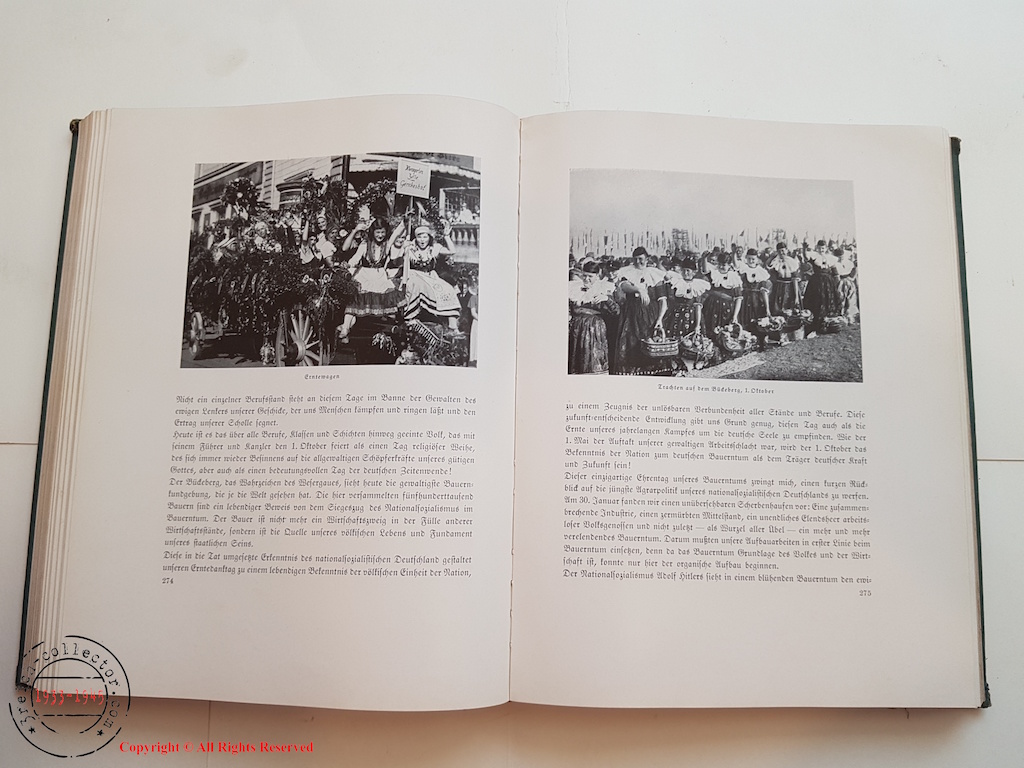 Erntewagen
Nicht ein einzelner Berufsstand steht an diesem Tage im Banne der Gewalten des
ewigen Lenkers unserer Geschicke, der uns Menschen kämpfen und ringen läßt und den
Ertrag unserer Scholle segnet.
Heute ist es das über alle Berufe, Klassen und Schichten hinweg geeinte Volk, das mit
seinem Führer und Kanzler den 1. Oktober feiert als einen Tag religiöser Weihe,
des sich immer wieder Besinnens auf die allgewaltigen Schöpferkräfte unseres gütigen
Gottes, aber auch als einen bedeutungsvollen Tag der deutschen Zeitenwende!
Der Bückeberg, das Wahrzeichen des Wesergaues, sieht heute die gewaltigste Bauern-
kundgebung, die je die Welt gesehen hat. Die hier versammelten fünfhunderttausend
Bauern sind ein lebendiger Beweis von dem Siegeszug des Nationalsozialismus im
Bauerntum. Der Bauer ist nicht mehr ein Wirtschaftszweig in der Fülle anderer
Wirtschaftsstände, sondern ist die Quelle unseres völkischen Lebens und Fundament
unseres staatlichen Seins.
Diese in die Tat umgesetzte Erkenntnis des nationalsozialistischen Deutschland gestaltet
unseren Erntedanktag zu einem lebendigen Bekenntnis der völkischen Einheit der Nation,
274
Trachten auf dem Bückeberg, 1. Oktober
zu einem Zeugnis der unlösbaren Verbundenheit aller Stände und Berufe. Diese
zukunft-entscheidende Entwicklung gibt uns Grund genug, diesen Tag auch als die
Ernte unseres jahrelangen Kampfes um die deutsche Seele zu empfinden. Wie der
1. Mai der Auftakt unserer gewaltigen Arbeitsschlacht war, wird der 1. Oktober das
Bekenntnis der Nation zum deutschen Bauerntum als dem Träger deutscher Kraft
und Zukunft sein!
Dieser einzigartige Ehrentag unseres Bauerntums zwingt mich, einen kurzen Rück-
blick auf die jüngste Agrarpolitik unseres nationalsozialistischen Deutschlands zu werfen.
Am 30. Januar fanden wir einen unübersehbaren Scherbenhaufen vor: Eine zusammen-
brechende Industrie, einen zermürbten Mittelstand, ein unendliches Elendsheer arbeits-
loser Volksgenossen und nicht zuletzt — als Wurzel aller Übel — ein mehr und mehr
verelendendes Bauerntum. Darum mußten unsere Aufbauarbeiten in erster Linie beim
Bauerntum einsetzen, denn da das Bauerntum Grundlage des Volkes und der Wirt-
schaft ist, konnte nur hier der organische Aufbau beginnen.
Der Nationalsozialismus Adolf Hitlers sieht in einem blühenden Bauerntum den ewi-
275
3reich-collector.com
1933-1945
Copyright © All Rights Reserved